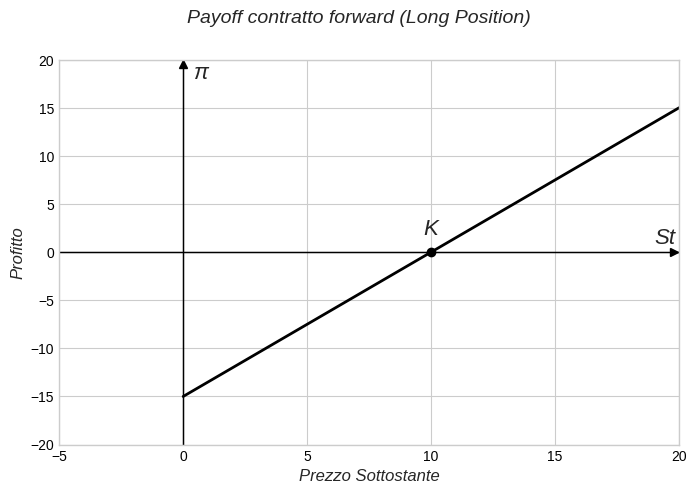 Payoff contratto forward (Long Position)
20
π
15
10
5
K
St
0
−5
−10
−15
−20
−5
0
5
10
15
20
Profitto
Prezzo Sottostante